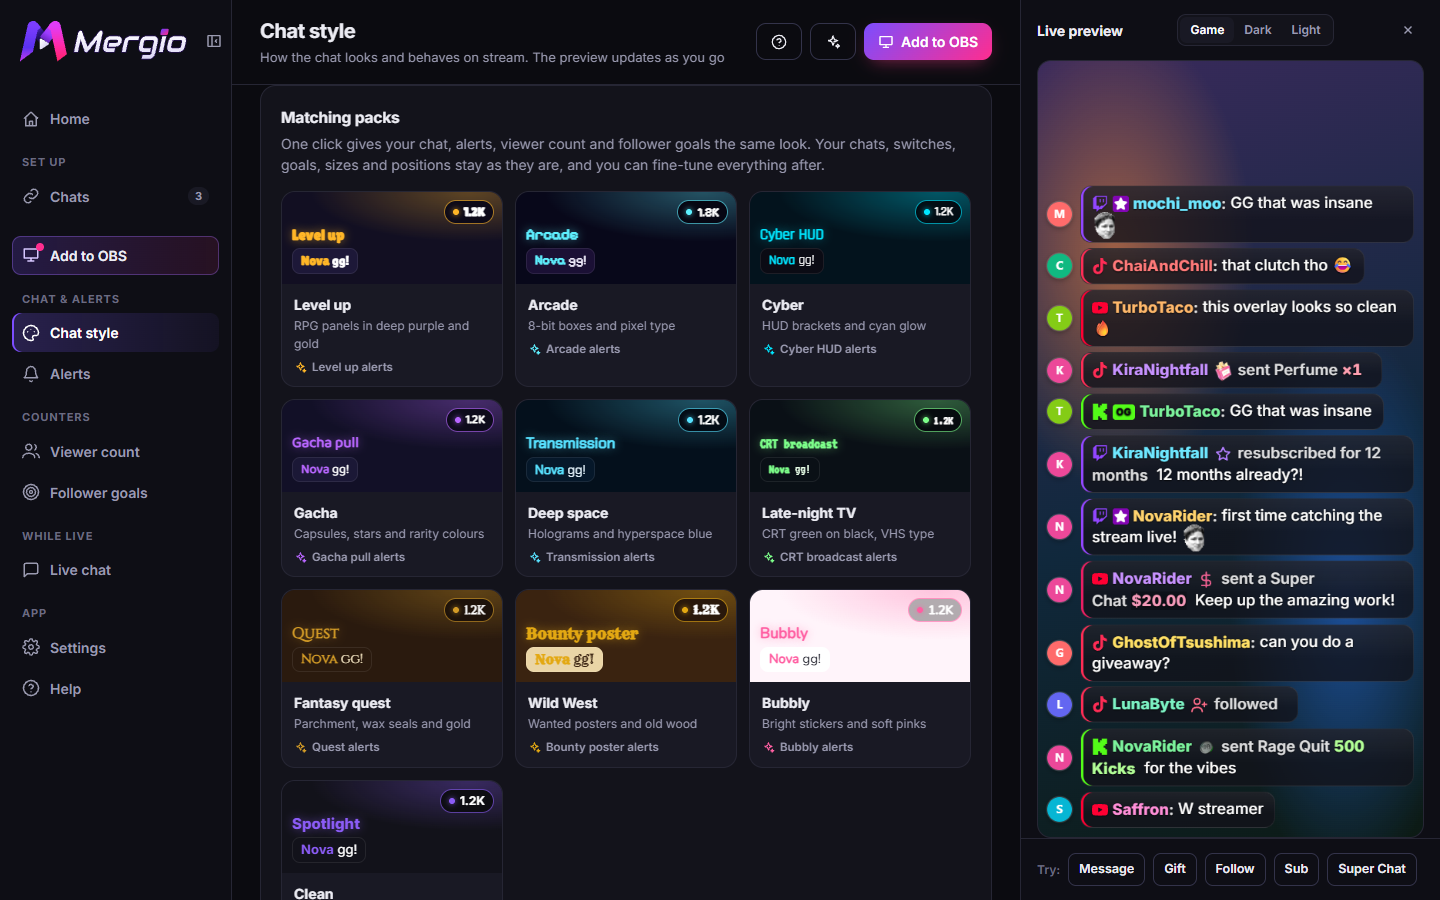 Mergio
Home
SET UP
Chats
3
Add to OBS
CHAT & ALERTS
Chat style
Alerts
COUNTERS
Viewer count
Follower goals
WHILE LIVE
Live chat
APP
Settings
Help
Chat style
How the chat looks and behaves on stream. The preview updates as you go
Add to OBS
Matching packs
One click gives your chat, alerts, viewer count and follower goals the same look. Your chats, switches,
goals, sizes and positions stay as they are, and you can fine-tune everything after.
1.2K
Level up
Nova gg!
Level up
RPG panels in deep purple and
gold
Level up alerts
1.2K
Arcade
Nova gg!
Arcade
8-bit boxes and pixel type
Arcade alerts
1.2K
Cyber HUD
Nova gg!
Cyber
HUD brackets and cyan glow
Cyber HUD alerts
1.2K
Gacha pull
Nova gg!
Gacha
Capsules, stars and rarity colours
Gacha pull alerts
1.2K
Transmission
Nova gg!
Deep space
Holograms and hyperspace blue
Transmission alerts
1.2K
CRT broadcast
Nova gg!
Late-night TV
CRT green on black, VHS type
CRT broadcast alerts
1.2K
Quest
Nova gg!
Fantasy quest
Parchment, wax seals and gold
Quest alerts
1.2K
Bounty poster
Nova gg!
Wild West
Wanted posters and old wood
Bounty poster alerts
1.2K
Bubbly
Nova gg!
Bubbly
Bright stickers and soft pinks
Bubbly alerts
1.2K
Spotlight
Nova gg!
Clean
Live preview
Game
Dark
Light
M
mochi_moo: GG that was insane
C
ChaiAndChill: that clutch tho
T
TurboTaco: this overlay looks so clean
K
KiraNightfall sent Perfume ×1
T
OG
TurboTaco: GG that was insane
K
KiraNightfall resubscribed for 12
months 12 months already?!
N
NovaRider: first time catching the
stream live!
N
NovaRider sent a Super
Chat $20.00 Keep up the amazing work!
G
GhostOfTsushima: can you do a
giveaway?
L
LunaByte followed
N
NovaRider sent Rage Quit 500
Kicks for the vibes
S
Saffron: W streamer
Try:
Message
Gift
Follow
Sub
Super Chat